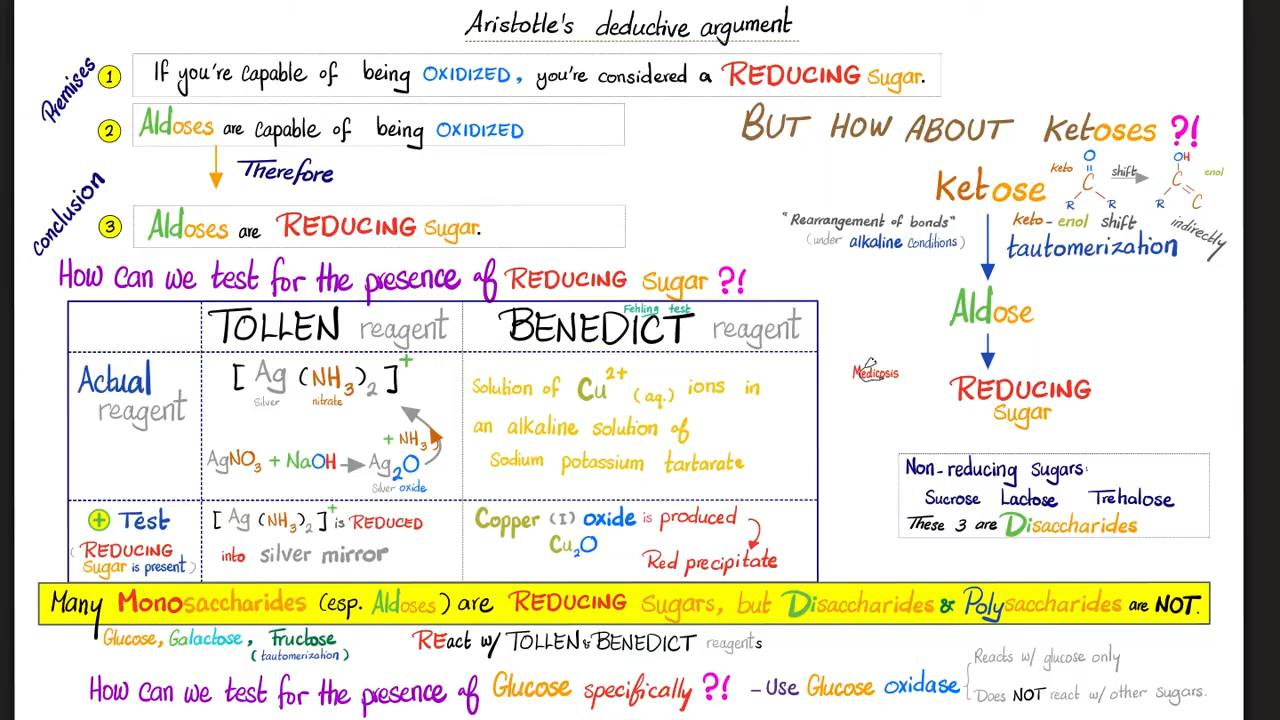 Aristotle's deductive argument
Premises
1 If you're capable of being OXIDIZED, you're considered a REDUCING sugar.
2 Aldoses are capable of being OXIDIZED
Therefore
Conclusion
3 Aldoses are REDUCING sugar.
BUT HOW ABOUT Ketoses ?!
Ketose
keto
O
C
R R
shift
OH
C
C
R
enol
"Rearrangement of bonds"
(under alkaline conditions)
keto-enol shift
indirectly
tautomerization
Aldose
Medicosis
REDUCING
Sugar
How can we test for the presence of REDUCING sugar ?!
TOLLEN reagent
Fehling test
BENEDICT reagent
Actual reagent
[Ag (NH3)2]+
Silver nitrate
AgNO3 + NaOH → Ag2O
+ NH3
Silver oxide
Solution of Cu2+ (aq.) ions in
an alkaline solution of
Sodium potassium tartarate
+ Test
(REDUCING
Sugar is present)
[Ag (NH3)2]+ is REDUCED
into silver mirror
Copper (I) oxide is produced
Cu2O
Red precipitate
Non-reducing sugars:
Sucrose Lactose Trehalose
These 3 are Disaccharides
Many Monosaccharides (esp. Aldoses) are REDUCING sugars, but Disaccharides & Polysaccharides are NOT.
Glucose, Galactose, Fructose
(tautomerization)
REact w/ TOLLEN & BENEDICT reagents
How can we test for the presence of Glucose specifically ?! - Use Glucose oxidase
Reacts w/ glucose only
Does NOT react w/ other sugars.